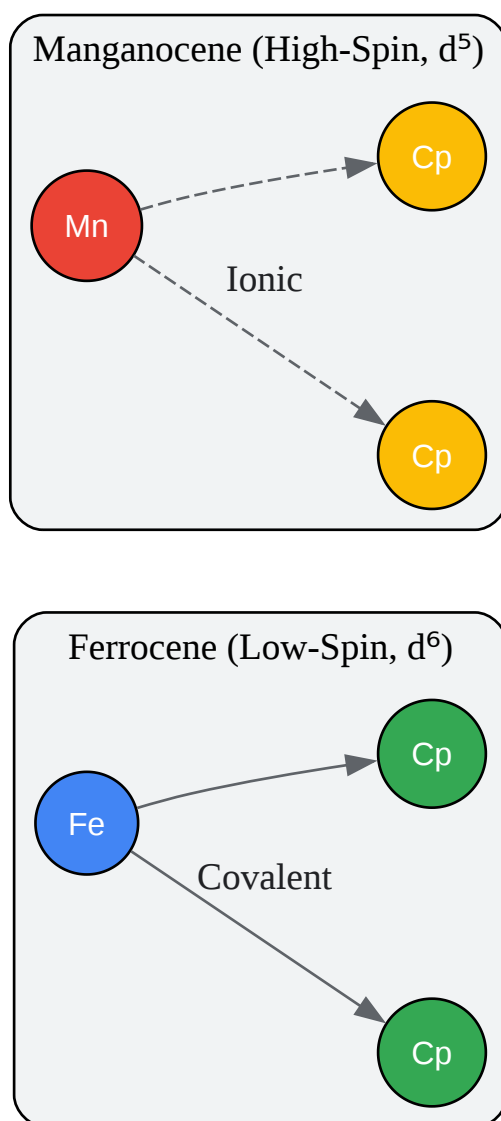 Manganocene (High-Spin, d⁵)
Cp
Mn
Ionic
Cp
Ferrocene (Low-Spin, d⁶)
Cp
Fe
Covalent
Cp